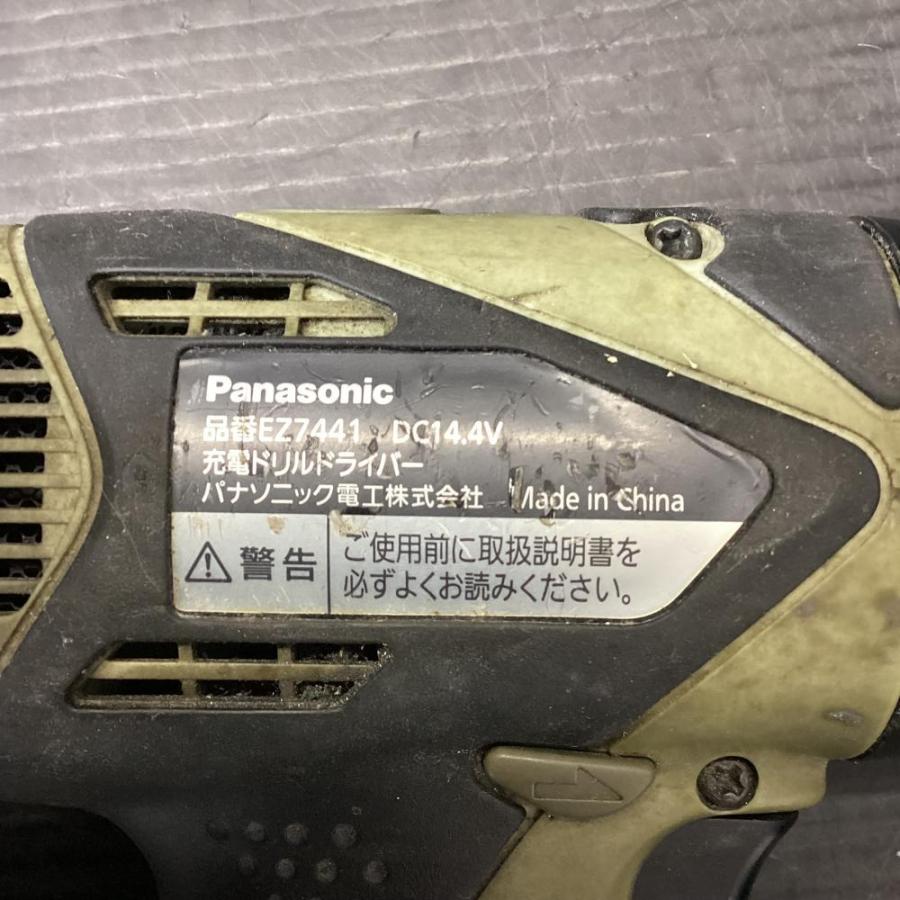 Panasonic
品番EZ7441 DC14.4V
充電ドリルドライバー
パナソニック電工株式会社 Made in China
警告
ご使用前に取扱説明書を
必ずよくお読みください。